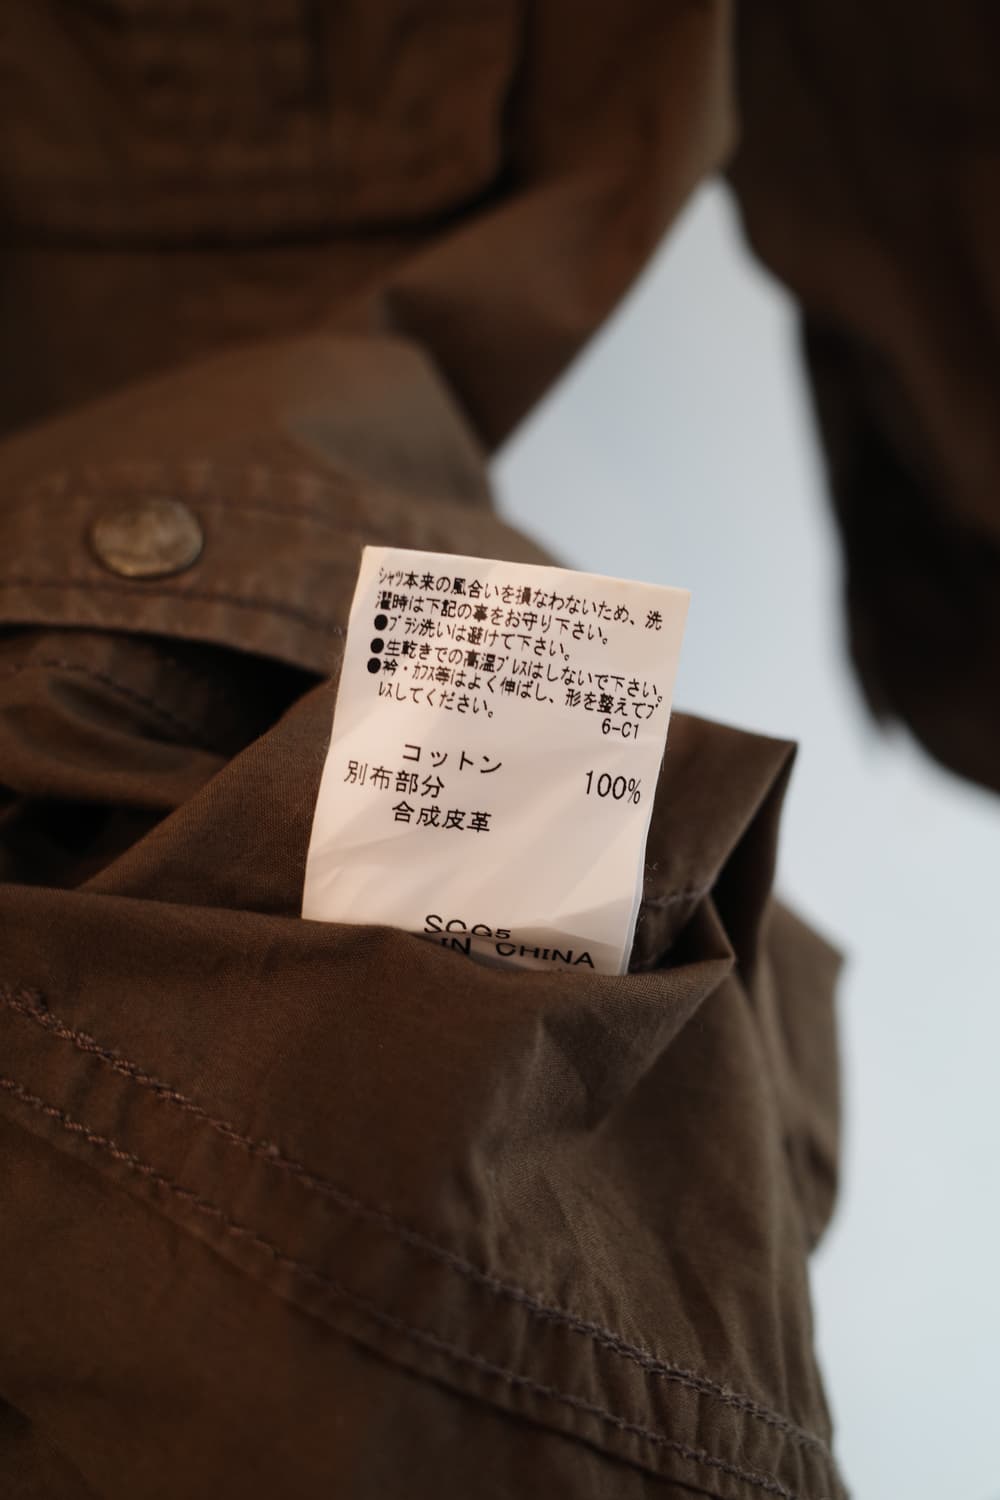 シャツ本来の風合いを損なわないため、洗
濯時は下記の事をお守り下さい。
●ブラシ洗いは避けて下さい。
●生乾きでの高温プレスはしないで下さい。
●衿・カフス等はよく伸ばし、形を整えてプ
レスしてください。
6-C1
コットン 100%
別布部分
合成皮革
IN CHINA